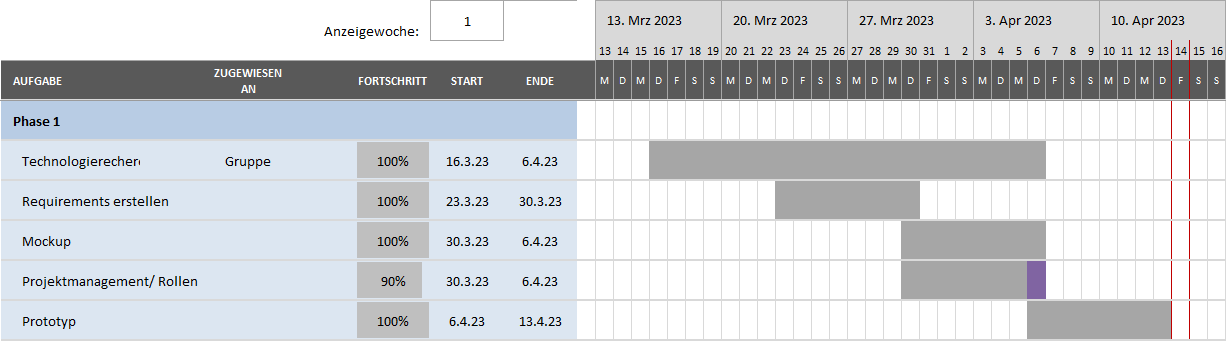 13. Mrz 2023 20. Mrz 2023 27. Mrz 2023 3. Apr 2023 10. Apr 2023
Anzeigewoche: 1
13 14 15 16 17 18 19 20 21 22 23 24 25 26 27 28 29 30 31 1 2 3 4 5 6 7 8 9 10 11 12 13 14 15 16
AUFGABE ZUGEWIESEN AN FORTSCHRITT START ENDE M D M D F S S M D M D F S S M D M D F S S M D M D F S S M D M D F S S
Phase 1
Technologierecherc Gruppe 100% 16.3.23 6.4.23
Requirements erstellen 100% 23.3.23 30.3.23
Mockup 100% 30.3.23 6.4.23
Projektmanagement/ Rollen 90% 30.3.23 6.4.23
Prototyp 100% 6.4.23 13.4.23